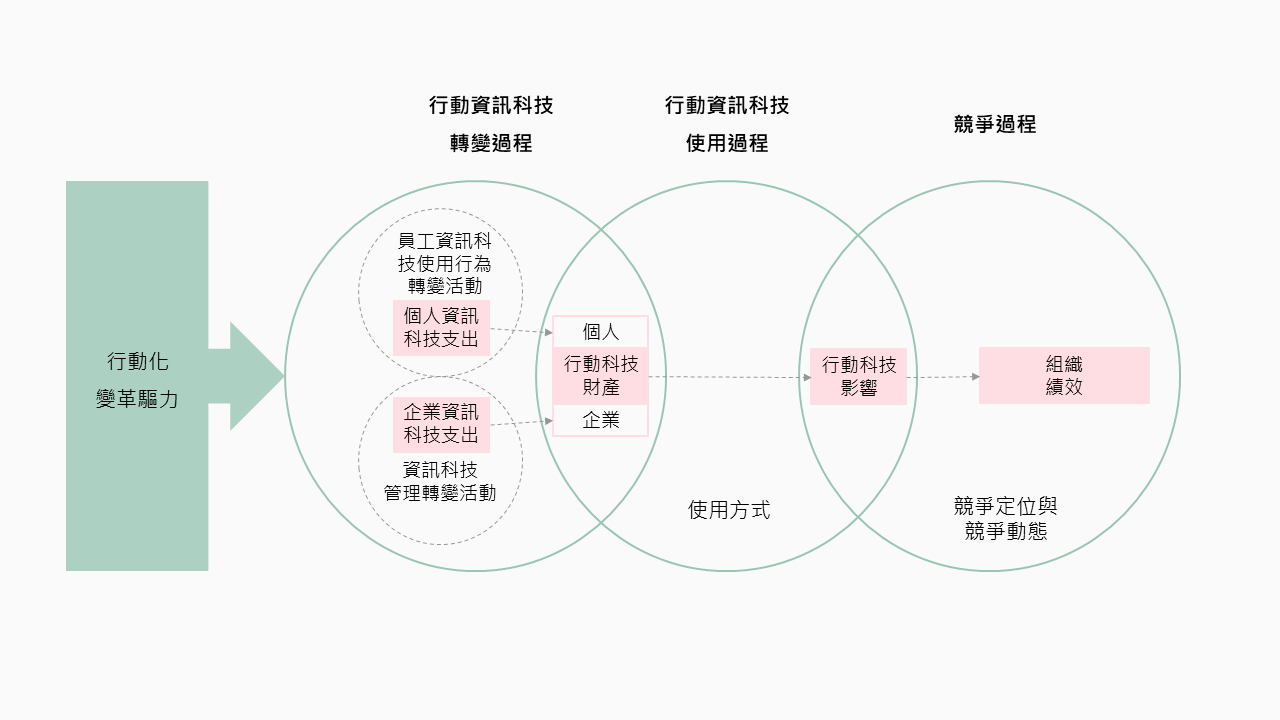 行動資訊科技
轉變過程
行動資訊科技
使用過程
競爭過程
行動化
變革驅力
員工資訊科
技使用行為
轉變活動
個人資訊
科技支出
企業資訊
科技支出
資訊科技
管理轉變活動
個人
行動科技
財產
企業
使用方式
行動科技
影響
組織
績效
競爭定位與
競爭動態